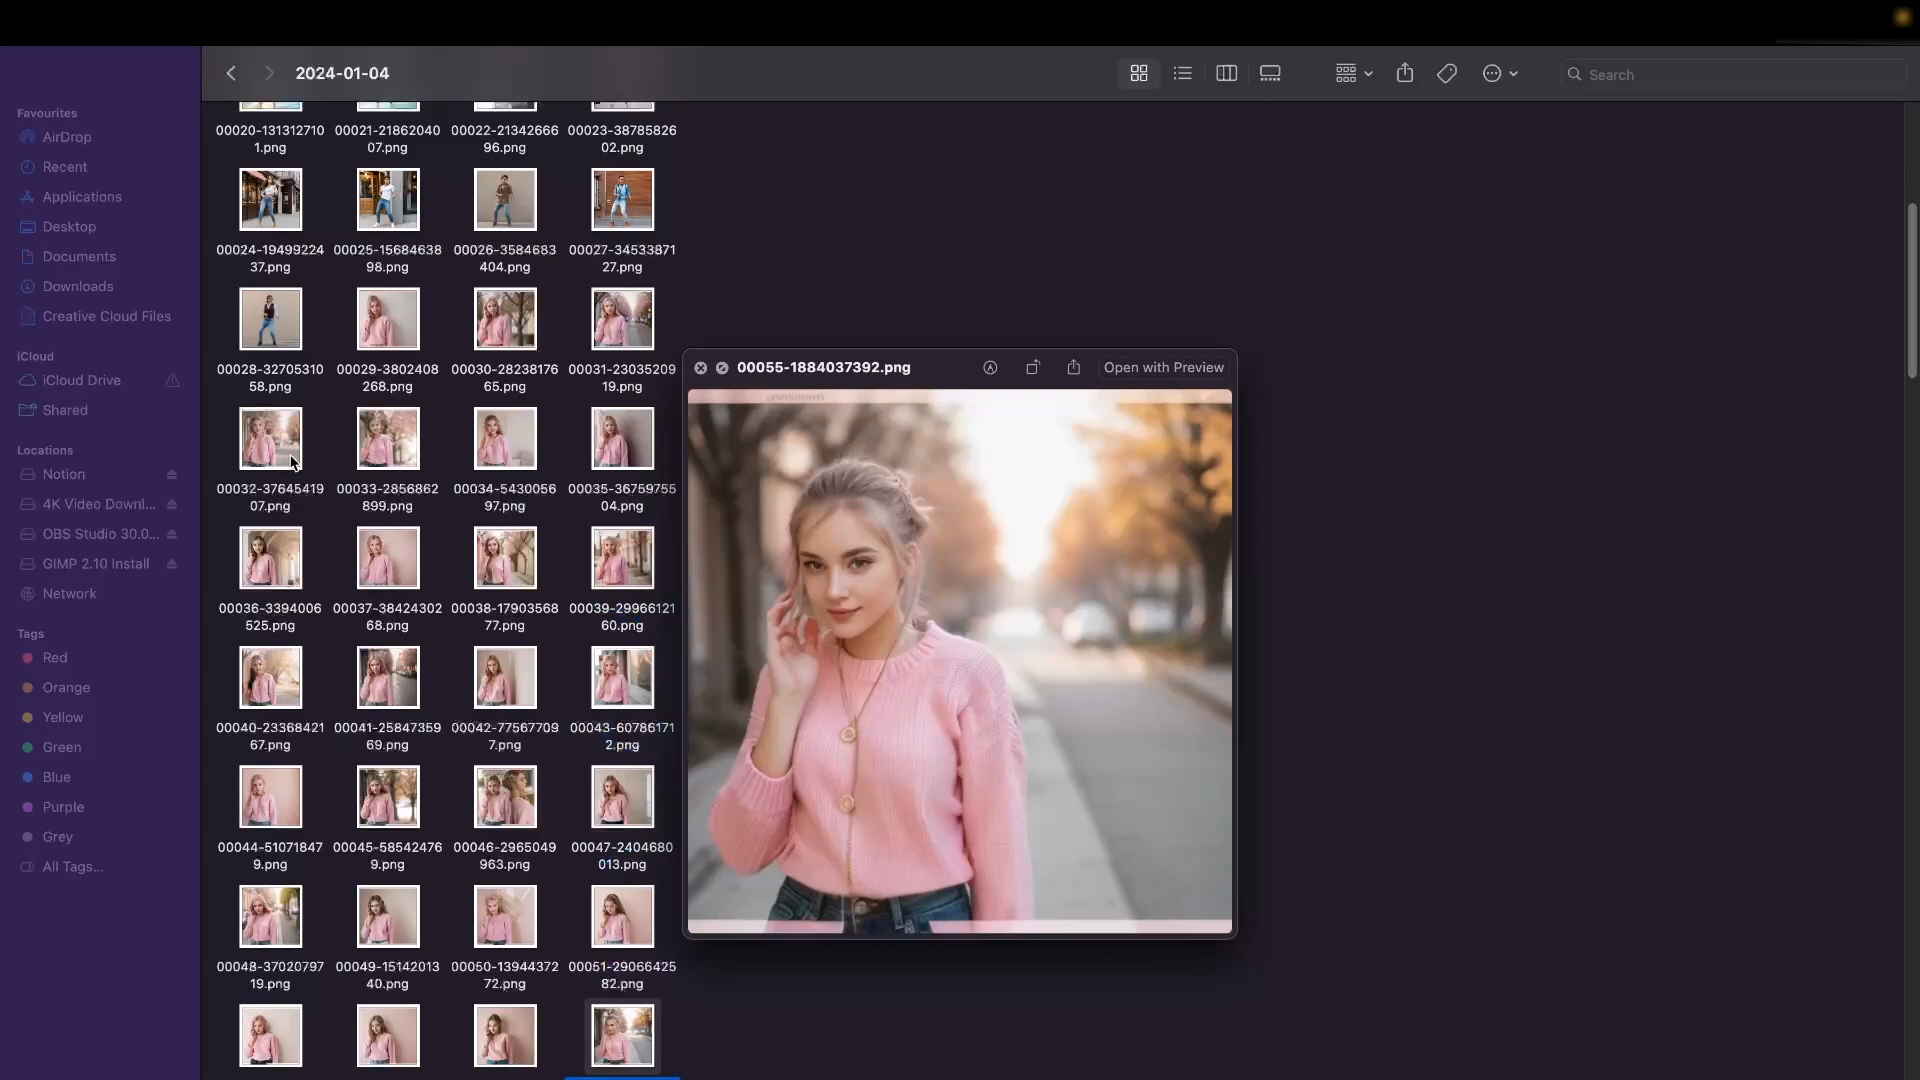 2024-01-04
Search
Favourites
AirDrop
Recent
Applications
Desktop
Documents
Downloads
Creative Cloud Files
iCloud
iCloud Drive
Shared
Locations
Notion
4K Video Downl...
OBS Studio 30.0...
GIMP 2.10 Install
Network
Tags
Red
Orange
Yellow
Green
Blue
Purple
Grey
All Tags...
00020-131312710 00021-21862040 00022-21342666 00023-38785826
1.png 07.png 96.png 02.png
00024-19499224 00025-15684638 00026-3584683 00027-34533871
37.png 98.png 404.png 27.png
00028-32705310 00029-3802408 00030-28238176 00031-23035209
58.png 268.png 65.png 19.png
00032-37645419 00033-2856862 00034-5430056 00035-36759755
07.png 899.png 97.png 04.png
00036-3394006 00037-38424302 00038-17903568 00039-29966121
525.png 68.png 77.png 60.png
00040-23368421 00041-25847359 00042-77567709 00043-60786171
67.png 69.png 7.png 2.png
00044-51071847 00045-58542476 00046-2965049 00047-2404680
9.png 9.png 963.png 013.png
00048-37020797 00049-15142013 00050-13944372 00051-29066425
19.png 40.png 72.png 82.png
00055-1884037392.png
Open with Preview